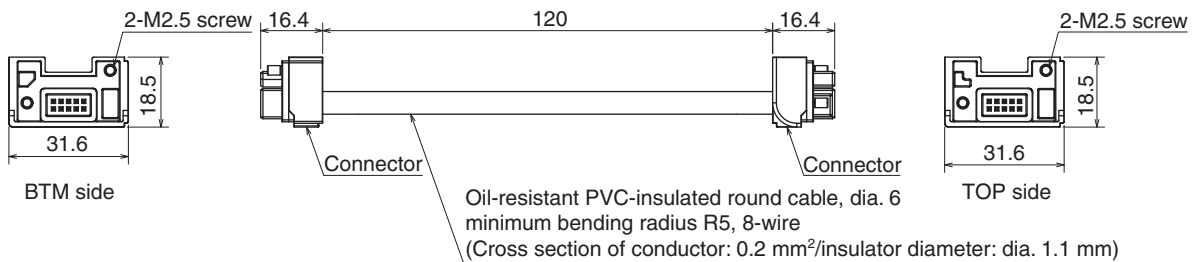 2-M2.5 screw
16.4
120
16.4
2-M2.5 screw
18.5
31.6
BTM side
Connector
Connector
18.5
31.6
TOP side
Oil-resistant PVC-insulated round cable, dia. 6
minimum bending radius R5, 8-wire
(Cross section of conductor: 0.2 mm²/insulator diameter: dia. 1.1 mm)